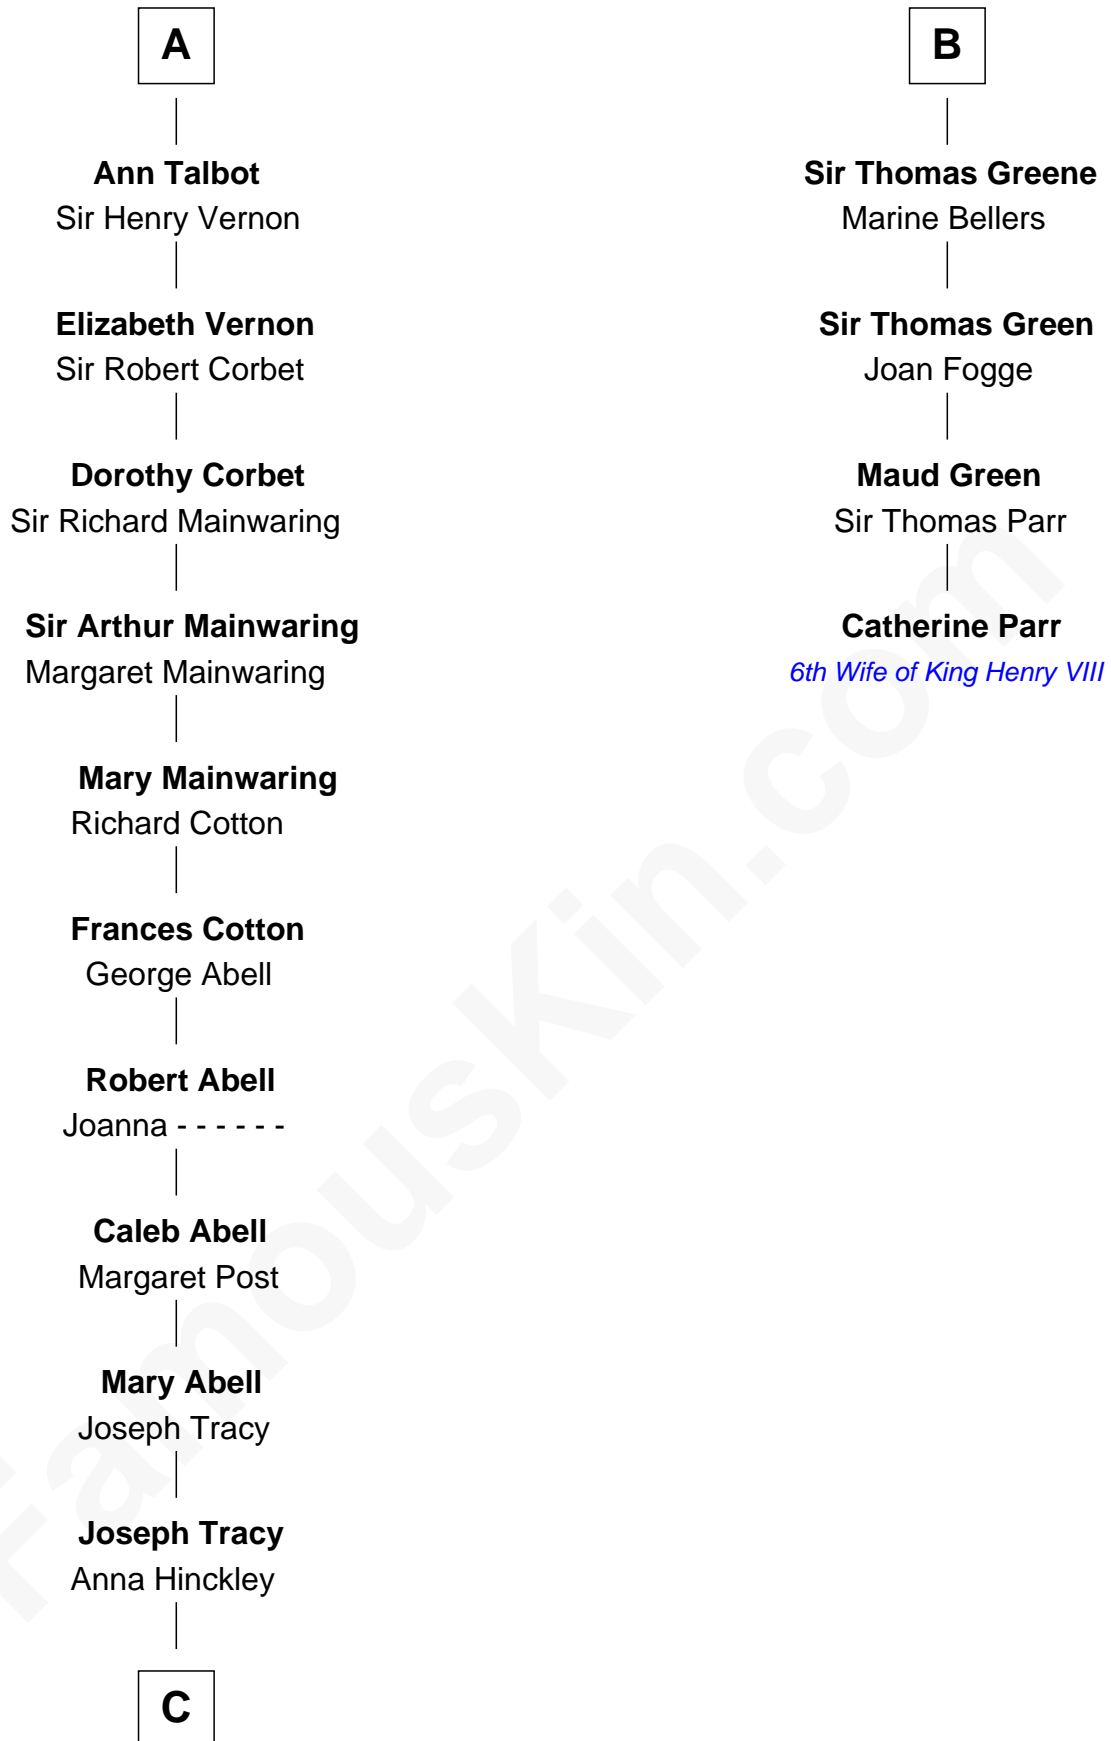 A
Ann Talbot
Sir Henry Vernon
Elizabeth Vernon
Sir Robert Corbet
Dorothy Corbet
Sir Richard Mainwaring
Sir Arthur Mainwaring
Margaret Mainwaring
Mary Mainwaring
Richard Cotton
Frances Cotton
George Abell
Robert Abell
Joanna - - - - - -
Caleb Abell
Margaret Post
Mary Abell
Joseph Tracy
Joseph Tracy
Anna Hinckley
C
B
Sir Thomas Greene
Marine Bellers
Sir Thomas Green
Joan Fogge
Maud Green
Sir Thomas Parr
Catherine Parr
6th Wife of King Henry VIII
FamousKin.com